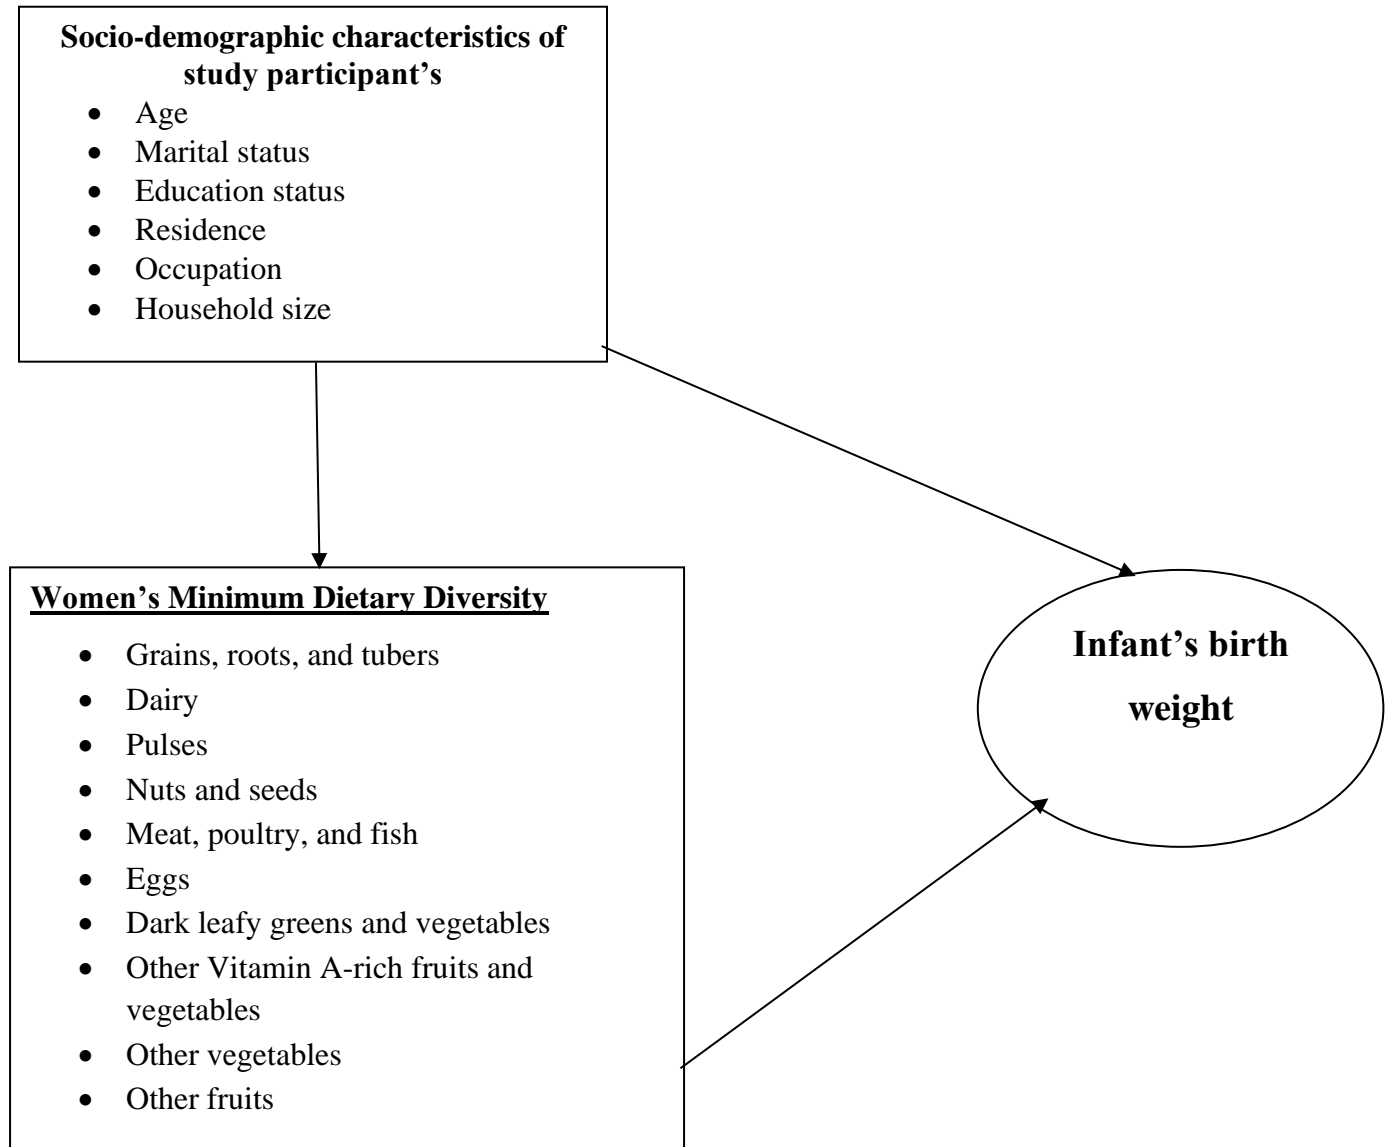 Socio-demographic characteristics of
study participant’s
• Age
• Marital status
• Education status
• Residence
• Occupation
• Household size
Women’s Minimum Dietary Diversity
• Grains, roots, and tubers
• Dairy
• Pulses
• Nuts and seeds
• Meat, poultry, and fish
• Eggs
• Dark leafy greens and vegetables
• Other Vitamin A-rich fruits and
vegetables
• Other vegetables
• Other fruits
Infant’s birth
weight